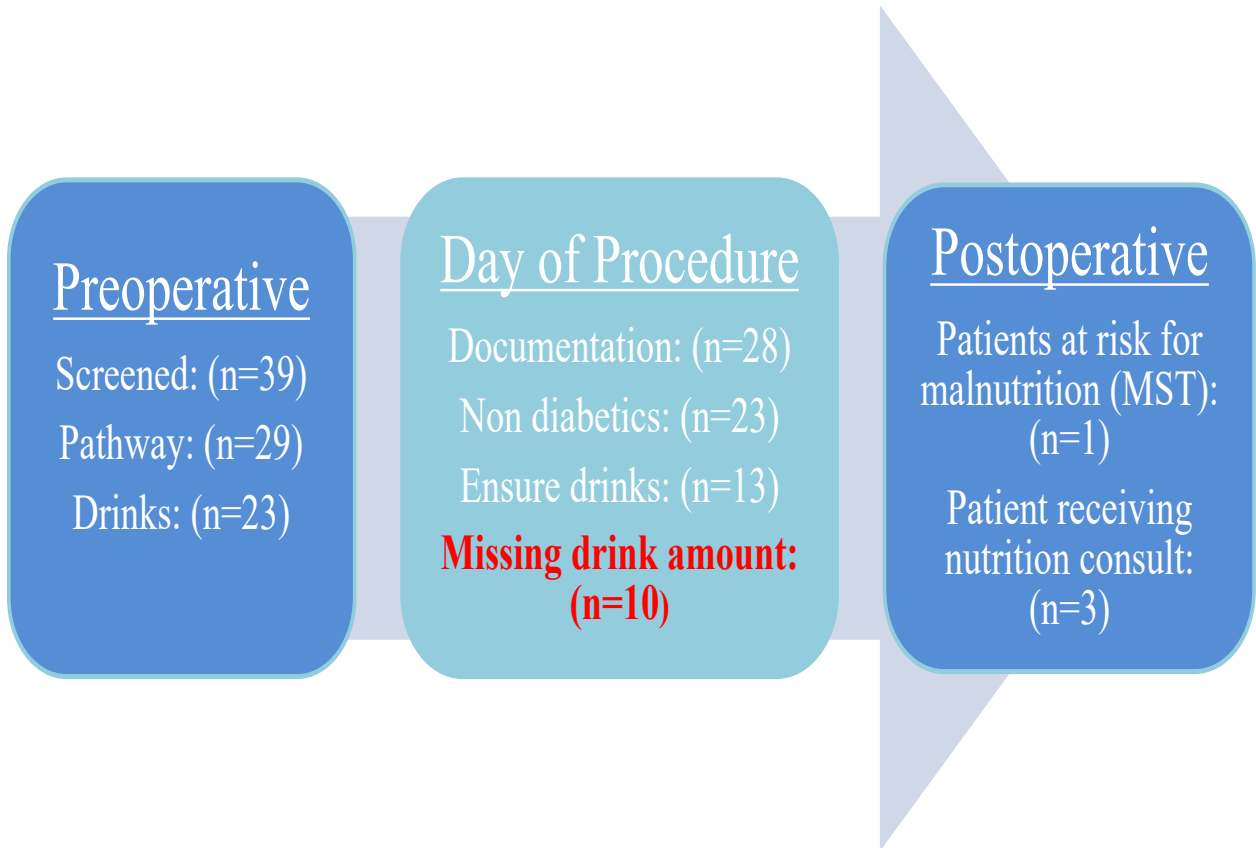 Preoperative
Screened: (n=39)
Pathway: (n=29)
Drinks: (n=23)
Day of Procedure
Documentation: (n=28)
Non diabetics: (n=23)
Ensure drinks: (n=13)
Missing drink amount:
(n=10)
Postoperative
Patients at risk for
malnutrition (MST):
(n=1)
Patient receiving
nutrition consult:
(n=3)